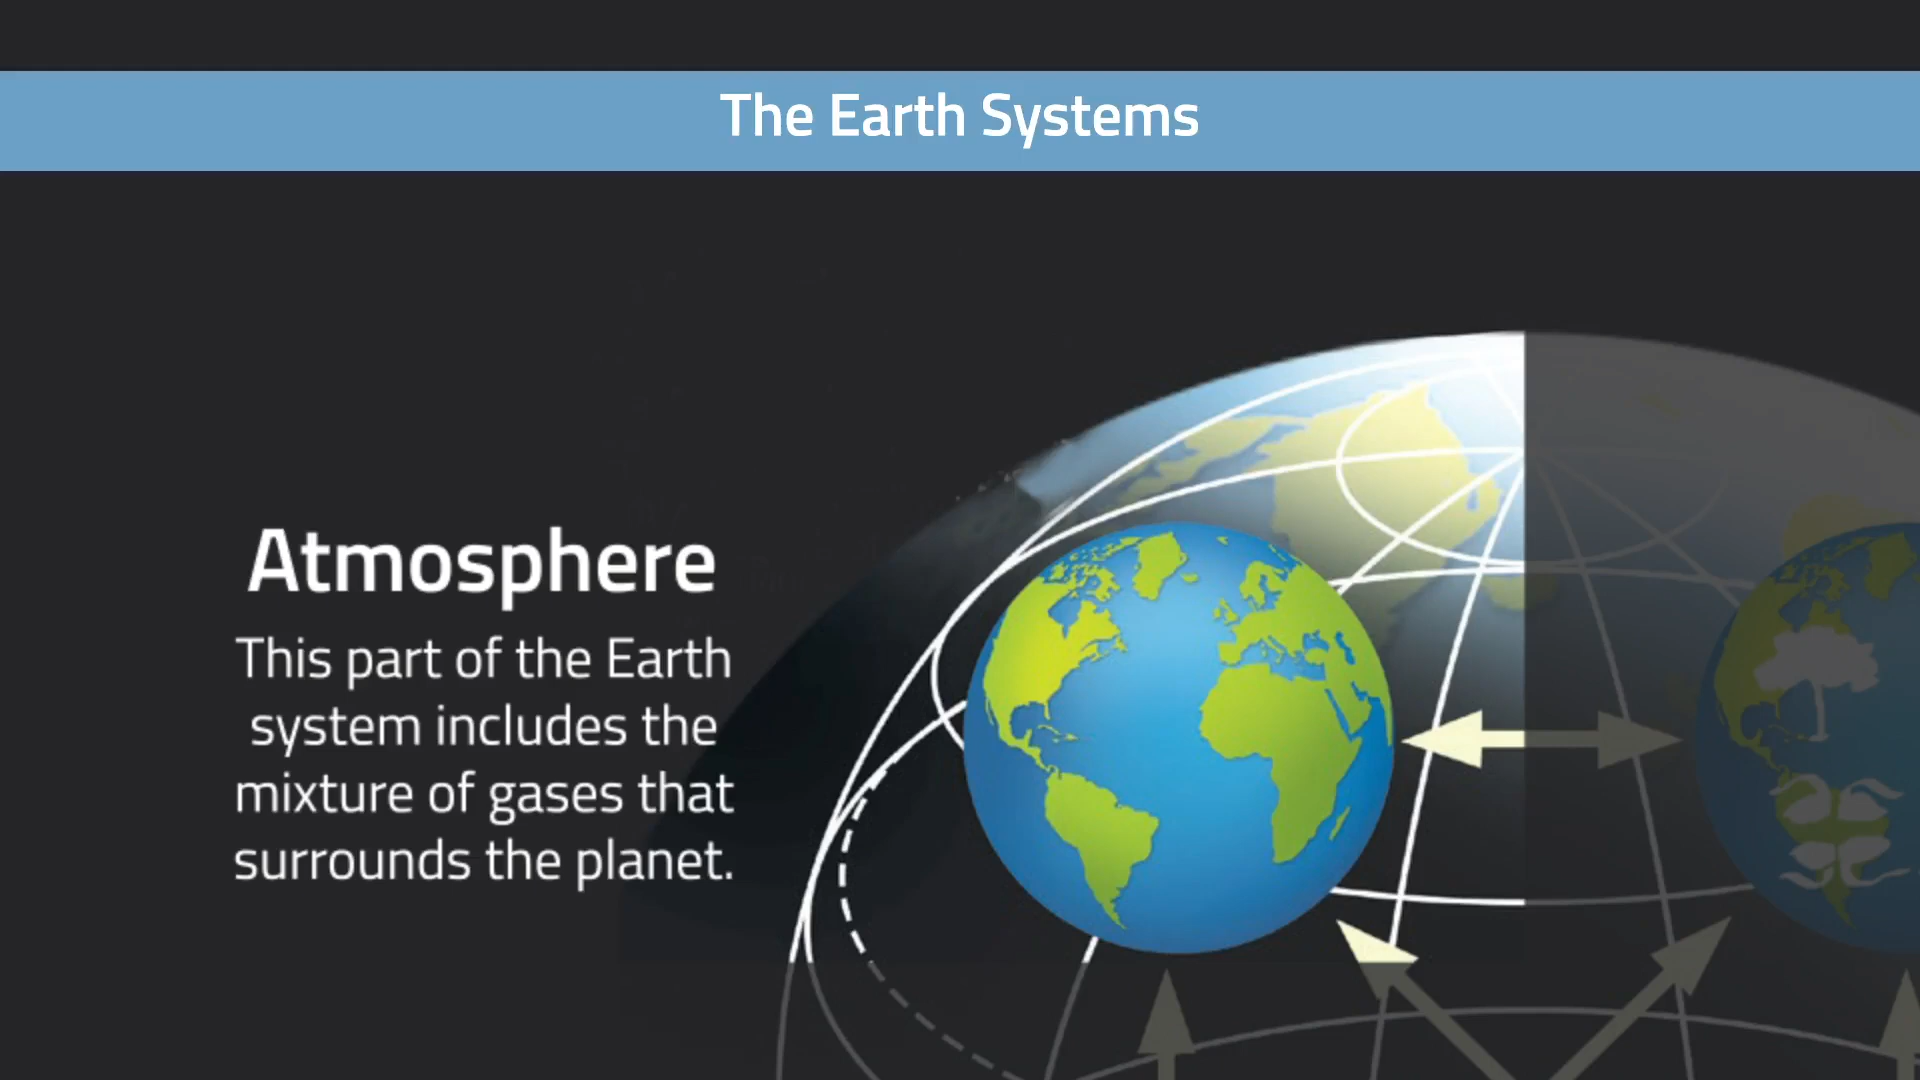 The Earth Systems
Atmosphere
This part of the Earth
system includes the
mixture of gases that
surrounds the planet.